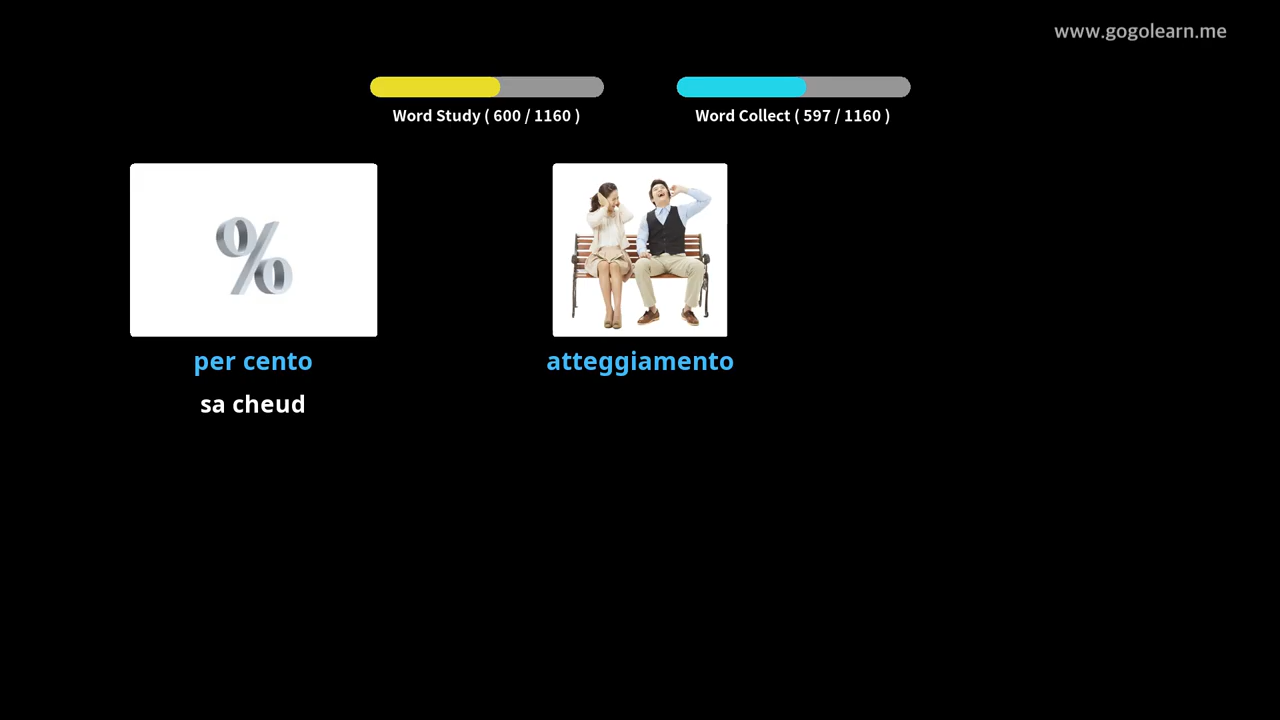 www.gogolearn.me
Word Study ( 600 / 1160 )
Word Collect ( 597 / 1160 )
%
per cento
atteggiamento
sa cheud